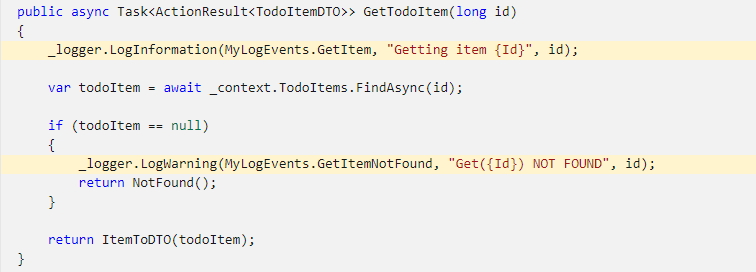 public async Task<ActionResult<TodoItemDTO>> GetTodoItem(long id)
{
    _logger.LogInformation(MyLogEvents.GetItem, "Getting item {Id}", id);

    var todoItem = await _context.TodoItems.FindAsync(id);

    if (todoItem == null)
    {
        _logger.LogWarning(MyLogEvents.GetItemNotFound, "Get({Id}) NOT FOUND", id);
        return NotFound();
    }

    return ItemToDTO(todoItem);
}